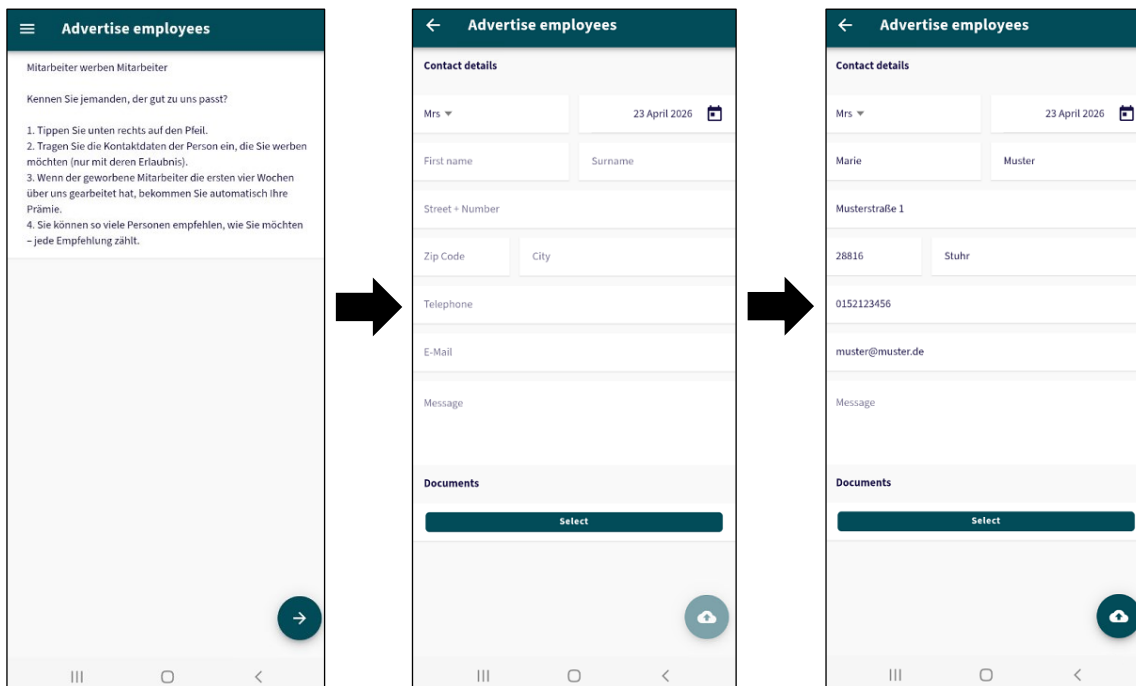 Advertise employees
Mitarbeiter werben Mitarbeiter
Kennen Sie jemanden, der gut zu uns passt?
1. Tippen Sie unten rechts auf den Pfeil.
2. Tragen Sie die Kontaktdaten der Person ein, die Sie werben
möchten (nur mit deren Erlaubnis).
3. Wenn der geworbene Mitarbeiter die ersten vier Wochen
über uns gearbeitet hat, bekommen Sie automatisch Ihre
Prämie.
4. Sie können so viele Personen empfehlen, wie Sie möchten
– jede Empfehlung zählt.
Advertise employees
Contact details
Mrs 23 April 2026
First name Surname
Street + Number
Zip Code City
Telephone
E-Mail
Message
Documents
Select
Advertise employees
Contact details
Mrs 23 April 2026
Marie Muster
Musterstraße 1
28816 Stuhr
0152123456
muster@muster.de
Message
Documents
Select